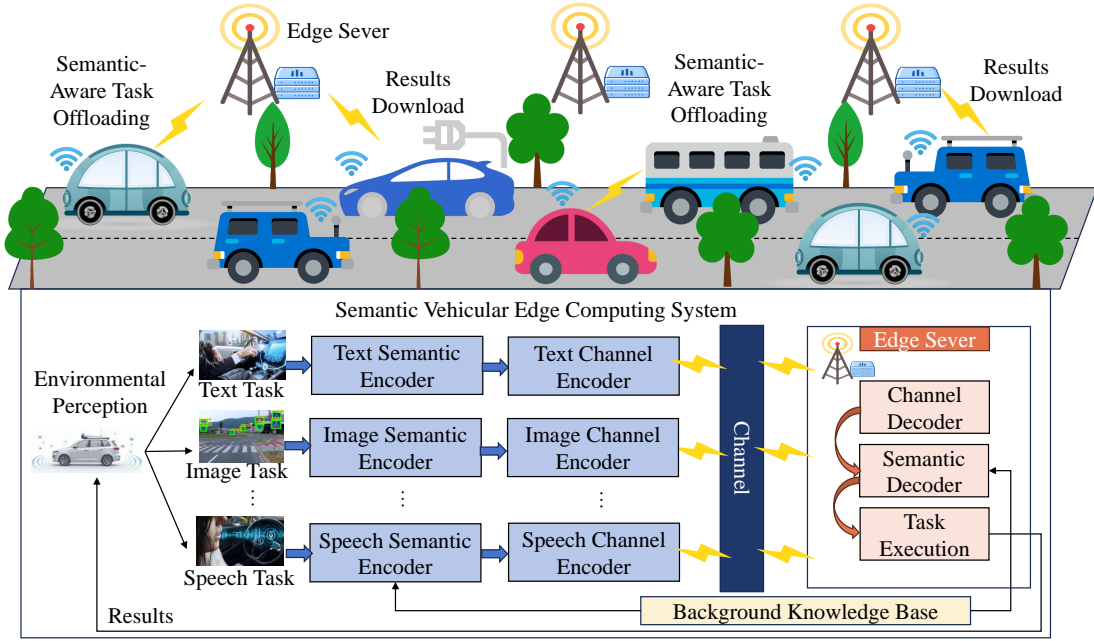 Edge Sever
Semantic-
Aware Task
Offloading
Results
Download
Semantic-
Aware Task
Offloading
Results
Download
Semantic Vehicular Edge Computing System
Environmental
Perception
Text Task
Text Semantic
Encoder
Text Channel
Encoder
Image Task
Image Semantic
Encoder
Image Channel
Encoder
Speech Task
Speech Semantic
Encoder
Speech Channel
Encoder
Channel
Edge Sever
Channel
Decoder
Semantic
Decoder
Task
Execution
Background Knowledge Base
Results